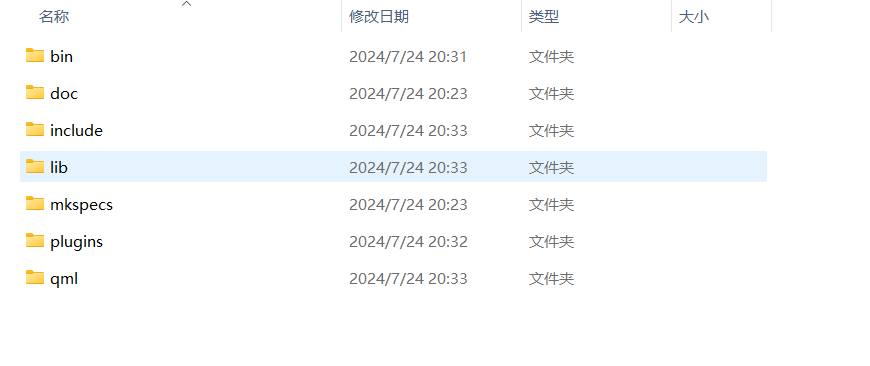 名称 修改日期 类型 大小
bin 2024/7/24 20:31 文件夹
doc 2024/7/24 20:23 文件夹
include 2024/7/24 20:33 文件夹
lib 2024/7/24 20:33 文件夹
mkspecs 2024/7/24 20:23 文件夹
plugins 2024/7/24 20:32 文件夹
qml 2024/7/24 20:33 文件夹